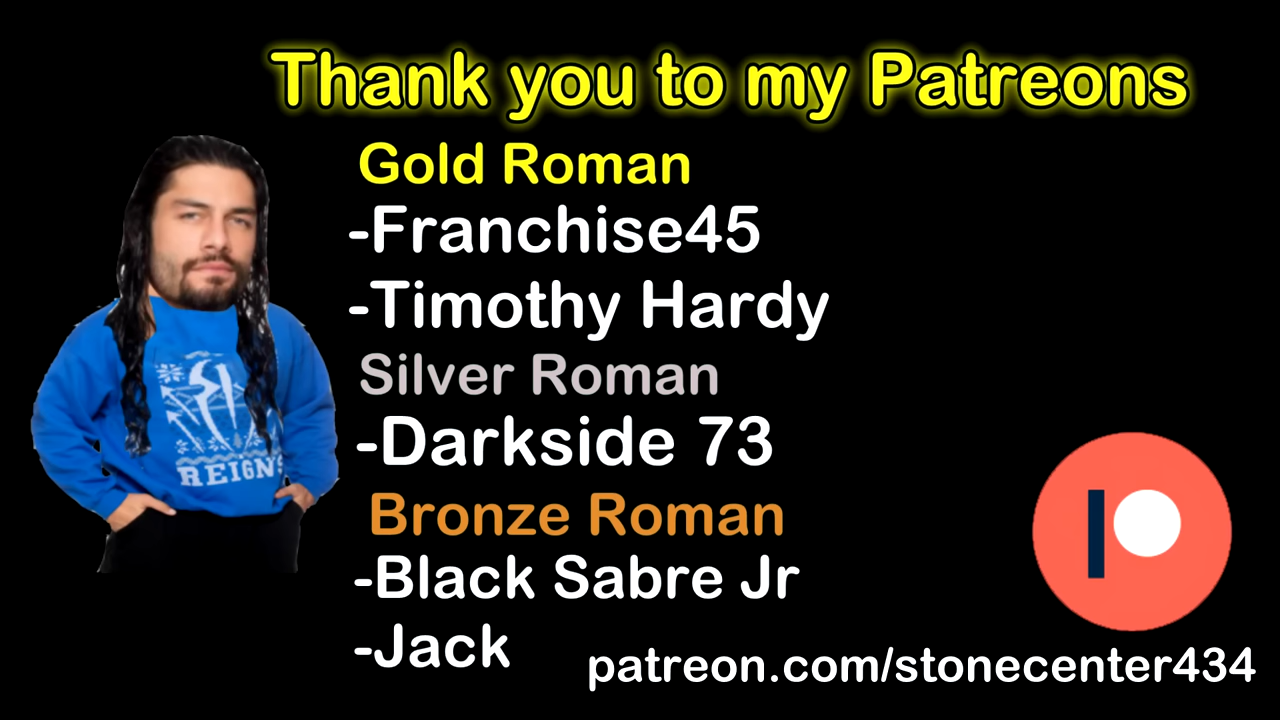 Thank you to my Patreons
Gold Roman
-Franchise45
-Timothy Hardy
Silver Roman
-Darkside 73
Bronze Roman
-Black Sabre Jr
-Jack
patreon.com/stonecenter434
REIGNS